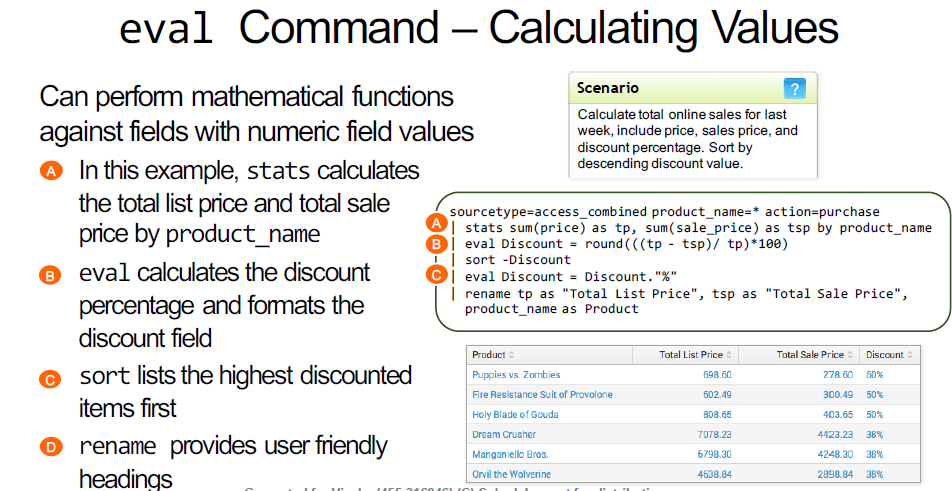 eval Command – Calculating Values
Can perform mathematical functions
against fields with numeric field values
A In this example, stats calculates
the total list price and total sale
price by product_name
B eval calculates the discount
percentage and formats the
discount field
C sort lists the highest discounted
items first
D rename provides user friendly
headings
Scenario ?
Calculate total online sales for last
week, include price, sales price, and
discount percentage. Sort by
descending discount value.
sourcetype=access_combined product_name=* action=purchase
A | stats sum(price) as tp, sum(sale_price) as tsp by product_name
B | eval Discount = round(((tp - tsp)/ tp)*100)
| sort -Discount
C | eval Discount = Discount."%"
| rename tp as "Total List Price", tsp as "Total Sale Price",
product_name as Product
Product Total List Price Total Sale Price Discount
Puppies vs. Zombies 698.60 278.60 60%
Fire Resistance Suit of Provolone 602.49 300.49 50%
Holy Blade of Gouda 808.65 403.65 50%
Dream Crusher 7078.23 4423.23 38%
Manganiello Bros. 6798.30 4248.30 38%
Orvil the Wolverine 4638.84 2898.84 38%